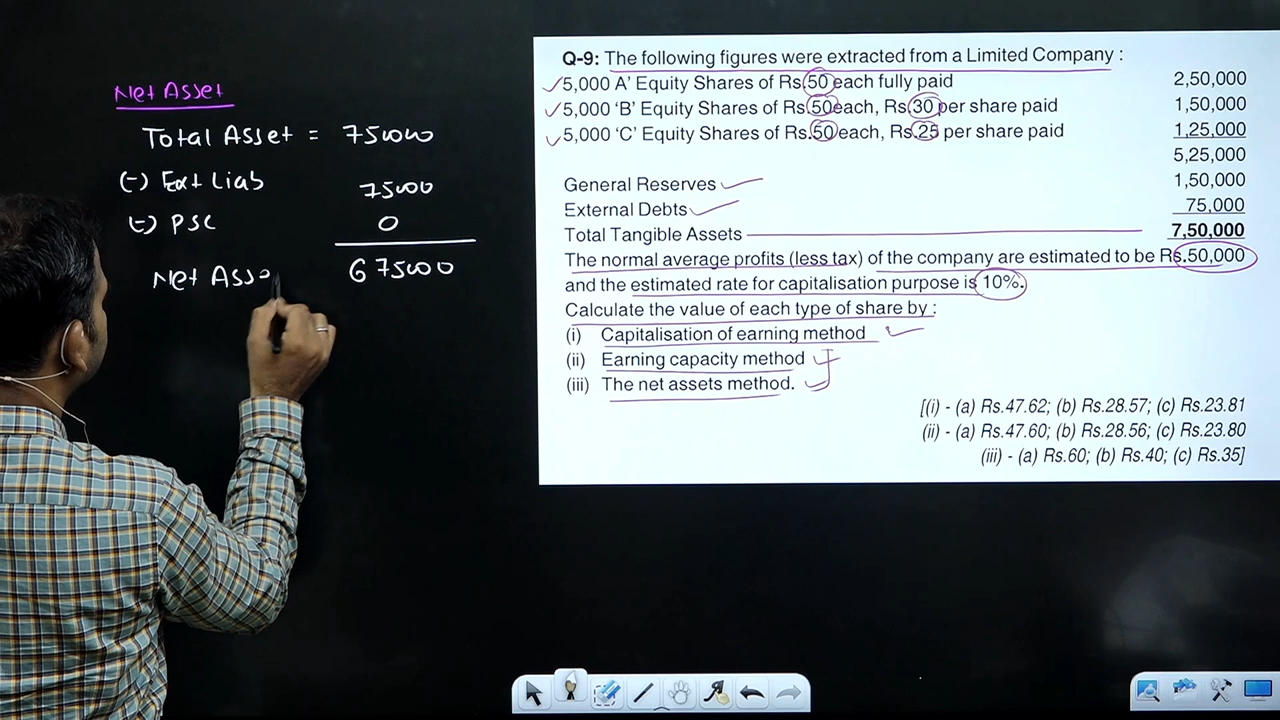 Net Asset
Total Asset = 750000
(-) Ext Liab 75000
(-) PSC 0
Net Asse 675000
Q-9: The following figures were extracted from a Limited Company :
5,000 A' Equity Shares of Rs.50 each fully paid 2,50,000
5,000 'B' Equity Shares of Rs.50 each, Rs.30 per share paid 1,50,000
5,000 'C' Equity Shares of Rs.50 each, Rs.25 per share paid 1,25,000
5,25,000
General Reserves 1,50,000
External Debts 75,000
Total Tangible Assets 7,50,000
The normal average profits (less tax) of the company are estimated to be Rs.50,000
and the estimated rate for capitalisation purpose is 10%.
Calculate the value of each type of share by :
(i) Capitalisation of earning method
(ii) Earning capacity method
(iii) The net assets method.
[(i) - (a) Rs.47.62; (b) Rs.28.57; (c) Rs.23.81
(ii) - (a) Rs.47.60; (b) Rs.28.56; (c) Rs.23.80
(iii) - (a) Rs.60; (b) Rs.40; (c) Rs.35]